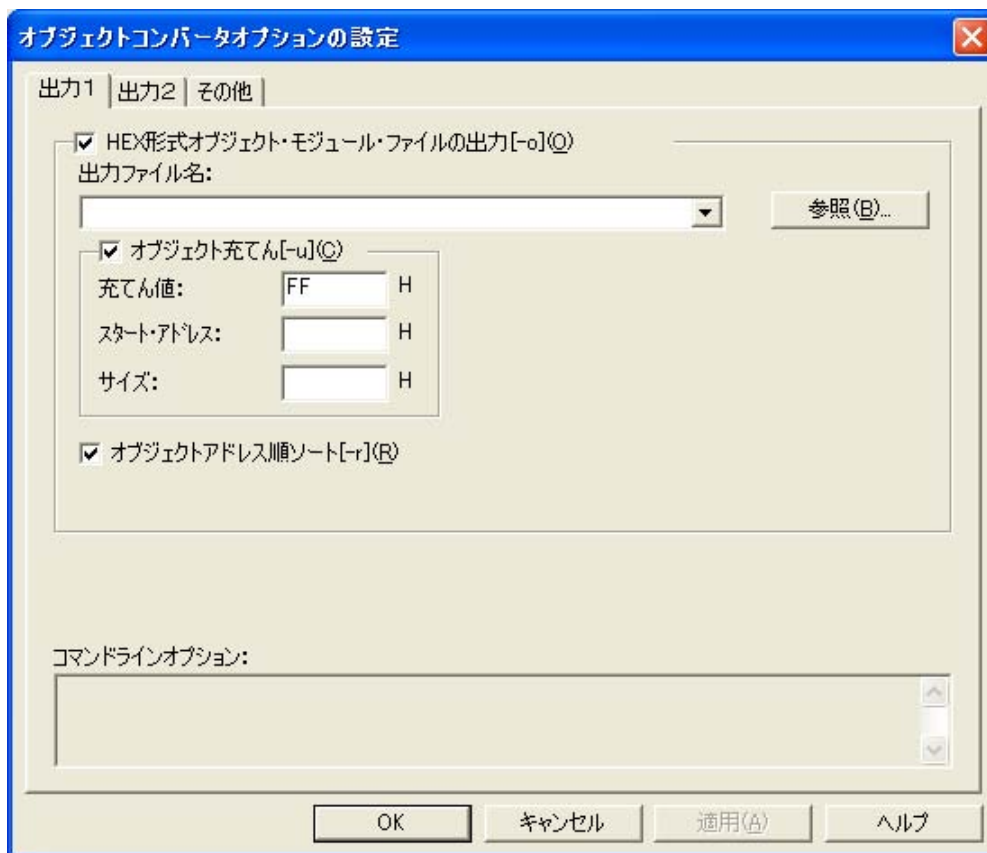 オブジェクトコンバータオプションの設定
出力1 出力2 その他
HEX形式オブジェクト・モジュール・ファイルの出力[-o](O)
出力ファイル名:
参照(B)...
オブジェクト充てん[-u](C)
充てん値: FF H
スタート・アドレス: H
サイズ: H
オブジェクトアドレス順ソート[-r](R)
コマンドラインオプション:
OK キャンセル 適用(A) ヘルプ